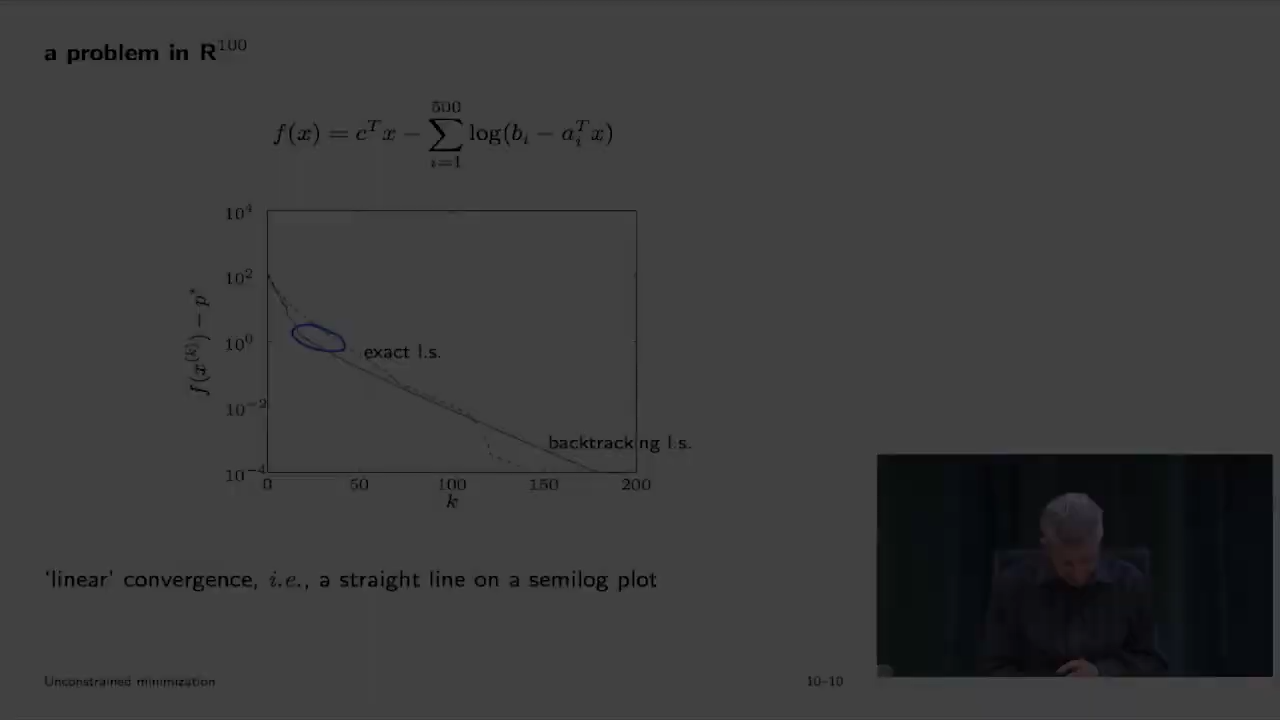 a problem in R^100
f(x) = c^T x − ∑_{i=1}^{500} log(b_i − a_i^T x)
10^4
10^2
10^0
10^−2
10^−4
f(x^(k)) − p*
exact l.s.
backtracking l.s.
0 50 100 150 200
k
‘linear’ convergence, i.e., a straight line on a semilog plot
Unconstrained minimization 10–10